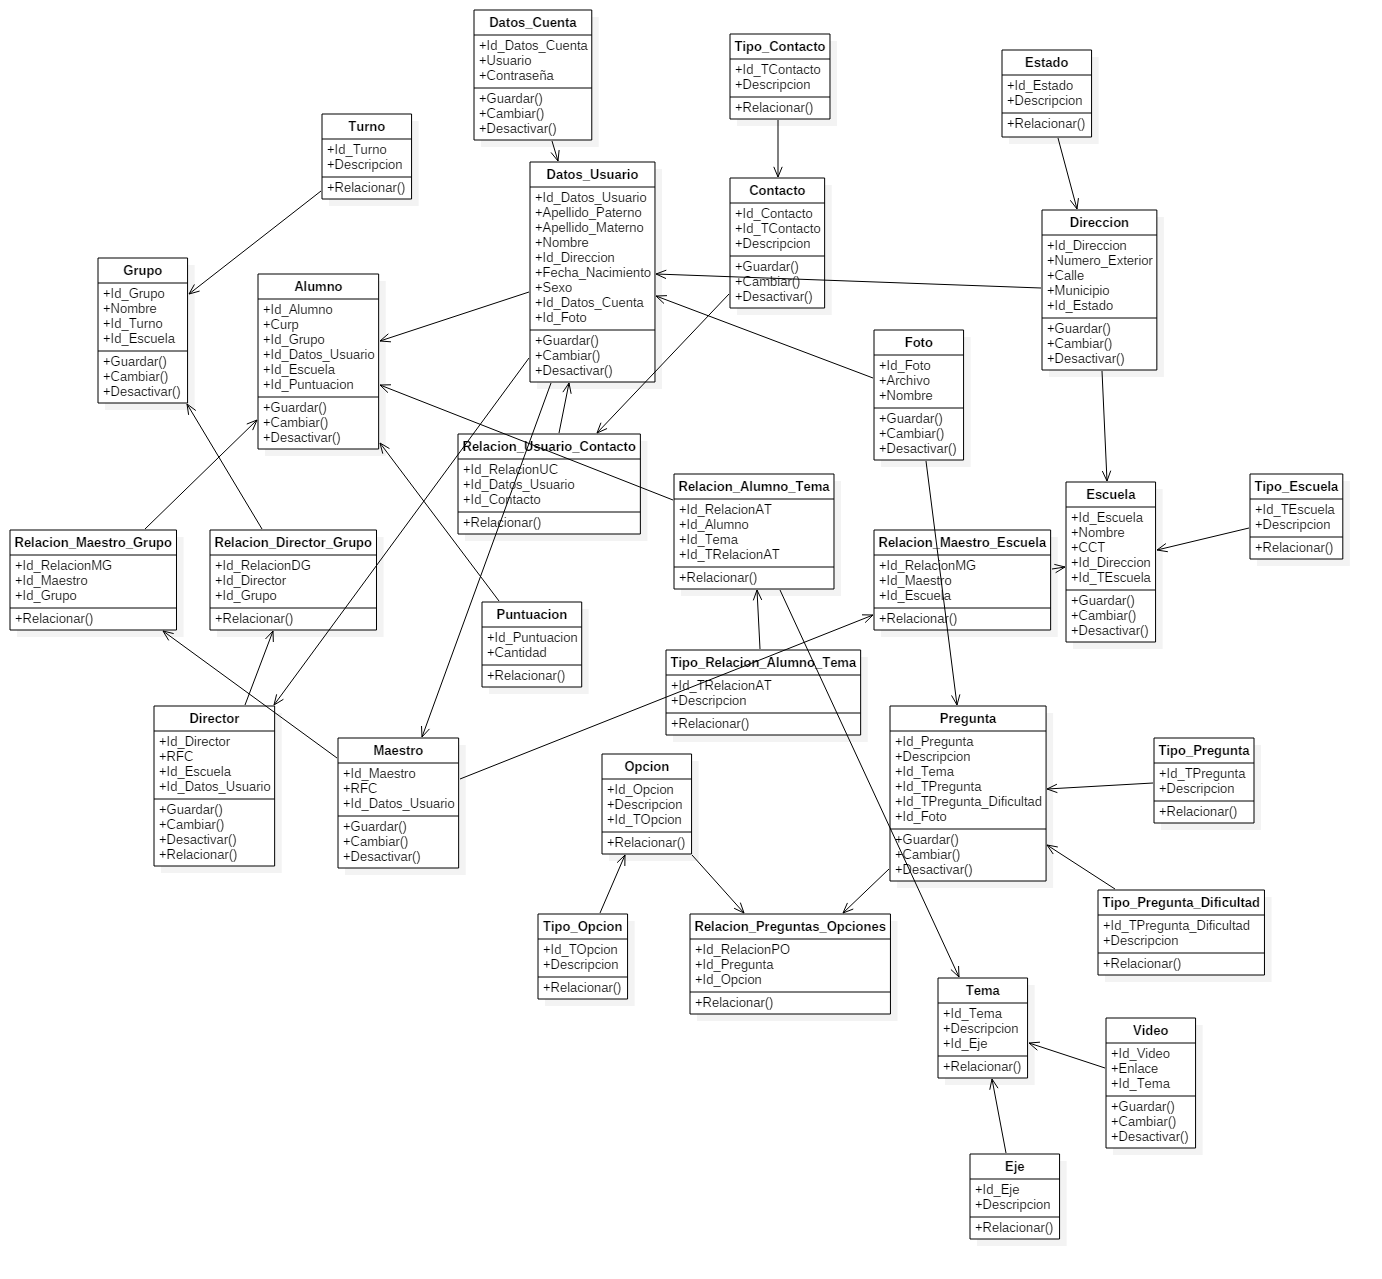 Datos_Cuenta
+Id_Datos_Cuenta
+Usuario
+Contraseña
+Guardar()
+Cambiar()
+Desactivar()
Tipo_Contacto
+Id_TContacto
+Descripcion
+Relacionar()
Estado
+Id_Estado
+Descripcion
+Relacionar()
Turno
+Id_Turno
+Descripcion
+Relacionar()
Datos_Usuario
+Id_Datos_Usuario
+Apellido_Paterno
+Apellido_Materno
+Nombre
+Id_Direccion
+Fecha_Nacimiento
+Sexo
+Id_Datos_Cuenta
+Id_Foto
+Guardar()
+Cambiar()
+Desactivar()
Contacto
+Id_Contacto
+Id_TContacto
+Descripcion
+Guardar()
+Cambiar()
+Desactivar()
Direccion
+Id_Direccion
+Numero_Exterior
+Calle
+Municipio
+Id_Estado
+Guardar()
+Cambiar()
+Desactivar()
Grupo
+Id_Grupo
+Nombre
+Id_Turno
+Id_Escuela
+Guardar()
+Cambiar()
+Desactivar()
Alumno
+Id_Alumno
+Curp
+Id_Grupo
+Id_Datos_Usuario
+Id_Escuela
+Id_Puntuacion
+Guardar()
+Cambiar()
+Desactivar()
Foto
+Id_Foto
+Archivo
+Nombre
+Guardar()
+Cambiar()
+Desactivar()
Relacion_Usuario_Contacto
+Id_RelacionUC
+Id_Datos_Usuario
+Id_Contacto
+Relacionar()
Relacion_Alumno_Tema
+Id_RelacionAT
+Id_Alumno
+Id_Tema
+Id_TRelacionAT
+Relacionar()
Escuela
+Id_Escuela
+Nombre
+CCT
+Id_Direccion
+Id_TEscuela
+Guardar()
+Cambiar()
+Desactivar()
Tipo_Escuela
+Id_TEscuela
+Descripcion
+Relacionar()
Relacion_Maestro_Grupo
+Id_RelacionMG
+Id_Maestro
+Id_Grupo
+Relacionar()
Relacion_Director_Grupo
+Id_RelacionDG
+Id_Director
+Id_Grupo
+Relacionar()
Relacion_Maestro_Escuela
+Id_RelacionMG
+Id_Maestro
+Id_Escuela
+Relacionar()
Puntuacion
+Id_Puntuacion
+Cantidad
+Relacionar()
Tipo_Relacion_Alumno_Tema
+Id_TRelacionAT
+Descripcion
+Relacionar()
Director
+Id_Director
+RFC
+Id_Escuela
+Id_Datos_Usuario
+Guardar()
+Cambiar()
+Desactivar()
+Relacionar()
Maestro
+Id_Maestro
+RFC
+Id_Datos_Usuario
+Guardar()
+Cambiar()
+Desactivar()
Opcion
+Id_Opcion
+Descripcion
+Id_TOpcion
+Relacionar()
Pregunta
+Id_Pregunta
+Descripcion
+Id_Tema
+Id_TPregunta
+Id_TPregunta_Dificultad
+Id_Foto
+Guardar()
+Cambiar()
+Desactivar()
Tipo_Pregunta
+Id_TPregunta
+Descripcion
+Relacionar()
Tipo_Pregunta_Dificultad
+Id_TPregunta_Dificultad
+Descripcion
+Relacionar()
Tipo_Opcion
+Id_TOpcion
+Descripcion
+Relacionar()
Relacion_Preguntas_Opciones
+Id_RelacionPO
+Id_Pregunta
+Id_Opcion
+Relacionar()
Tema
+Id_Tema
+Descripcion
+Id_Eje
+Relacionar()
Video
+Id_Video
+Enlace
+Id_Tema
+Guardar()
+Cambiar()
+Desactivar()
Eje
+Id_Eje
+Descripcion
+Relacionar()